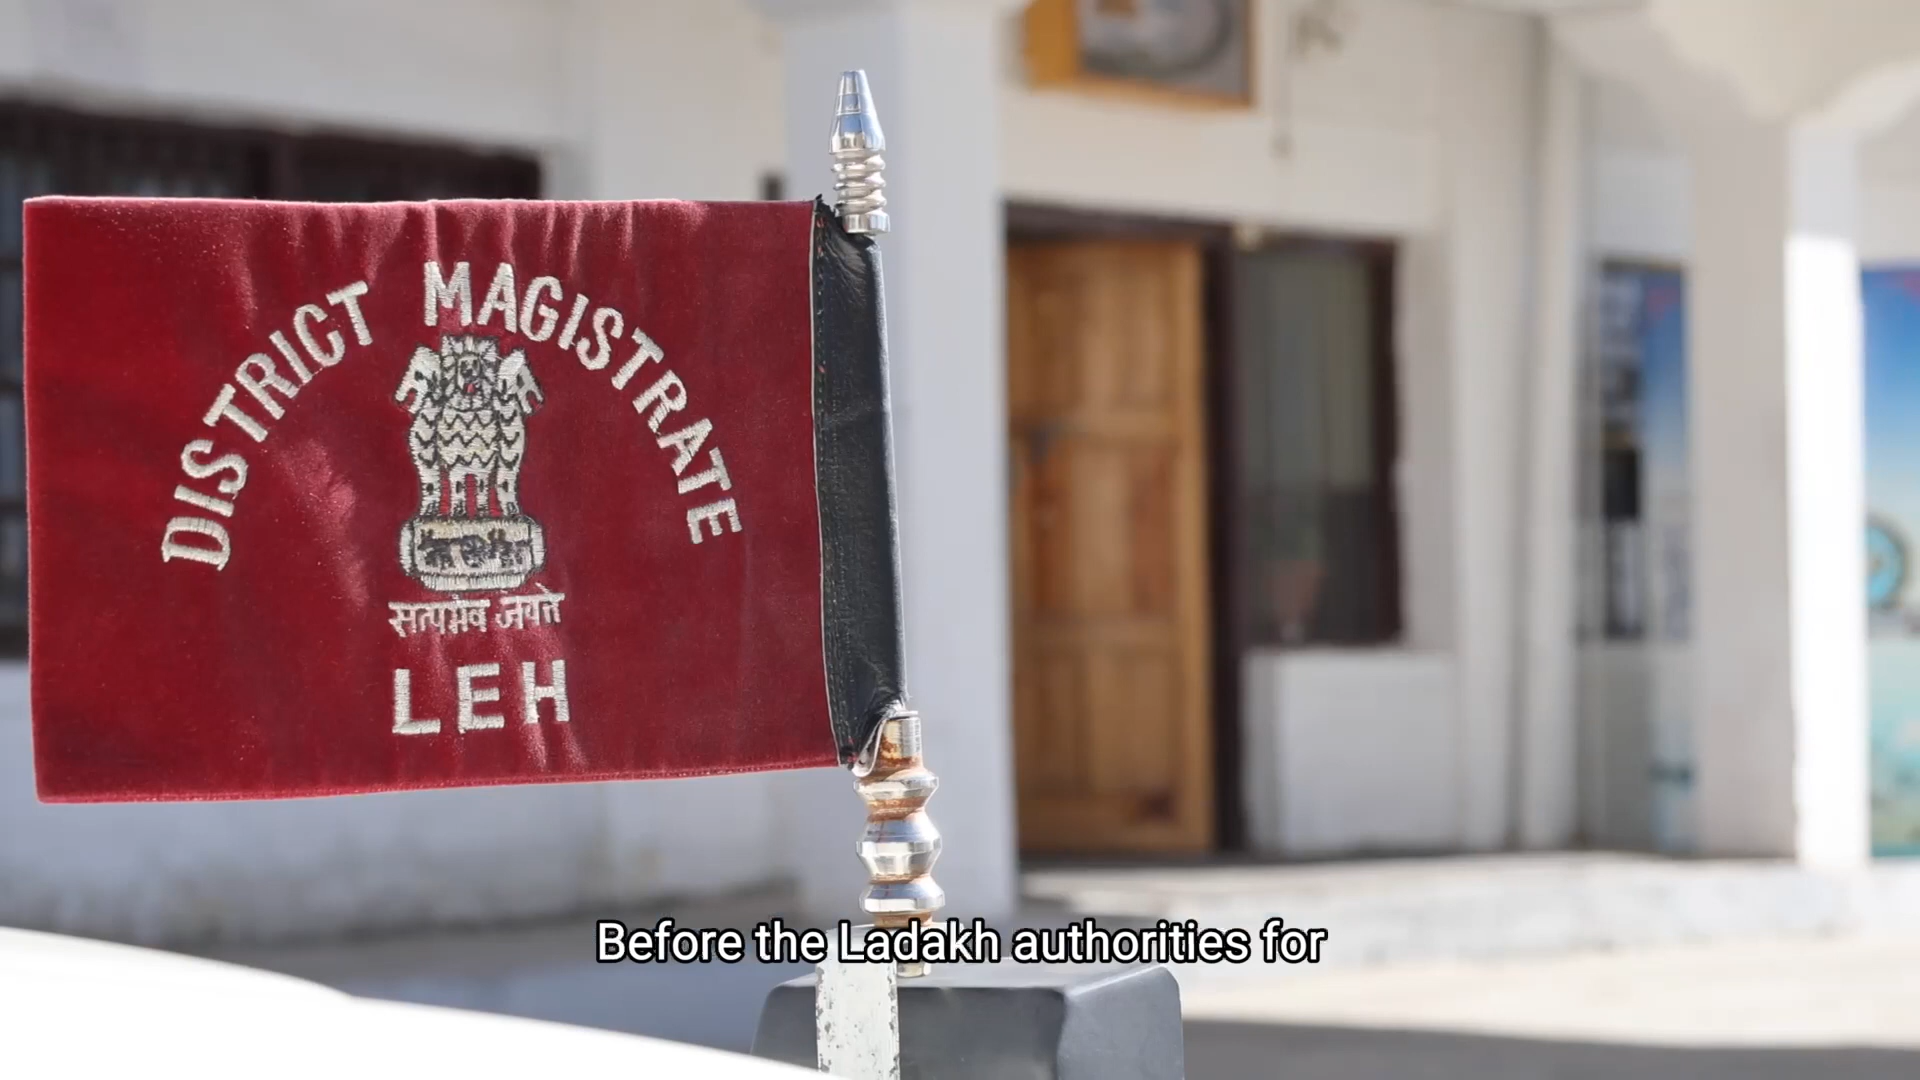 DISTRICT MAGISTRATE
सत्यमेव जयते
LEH
Before the Ladakh authorities for